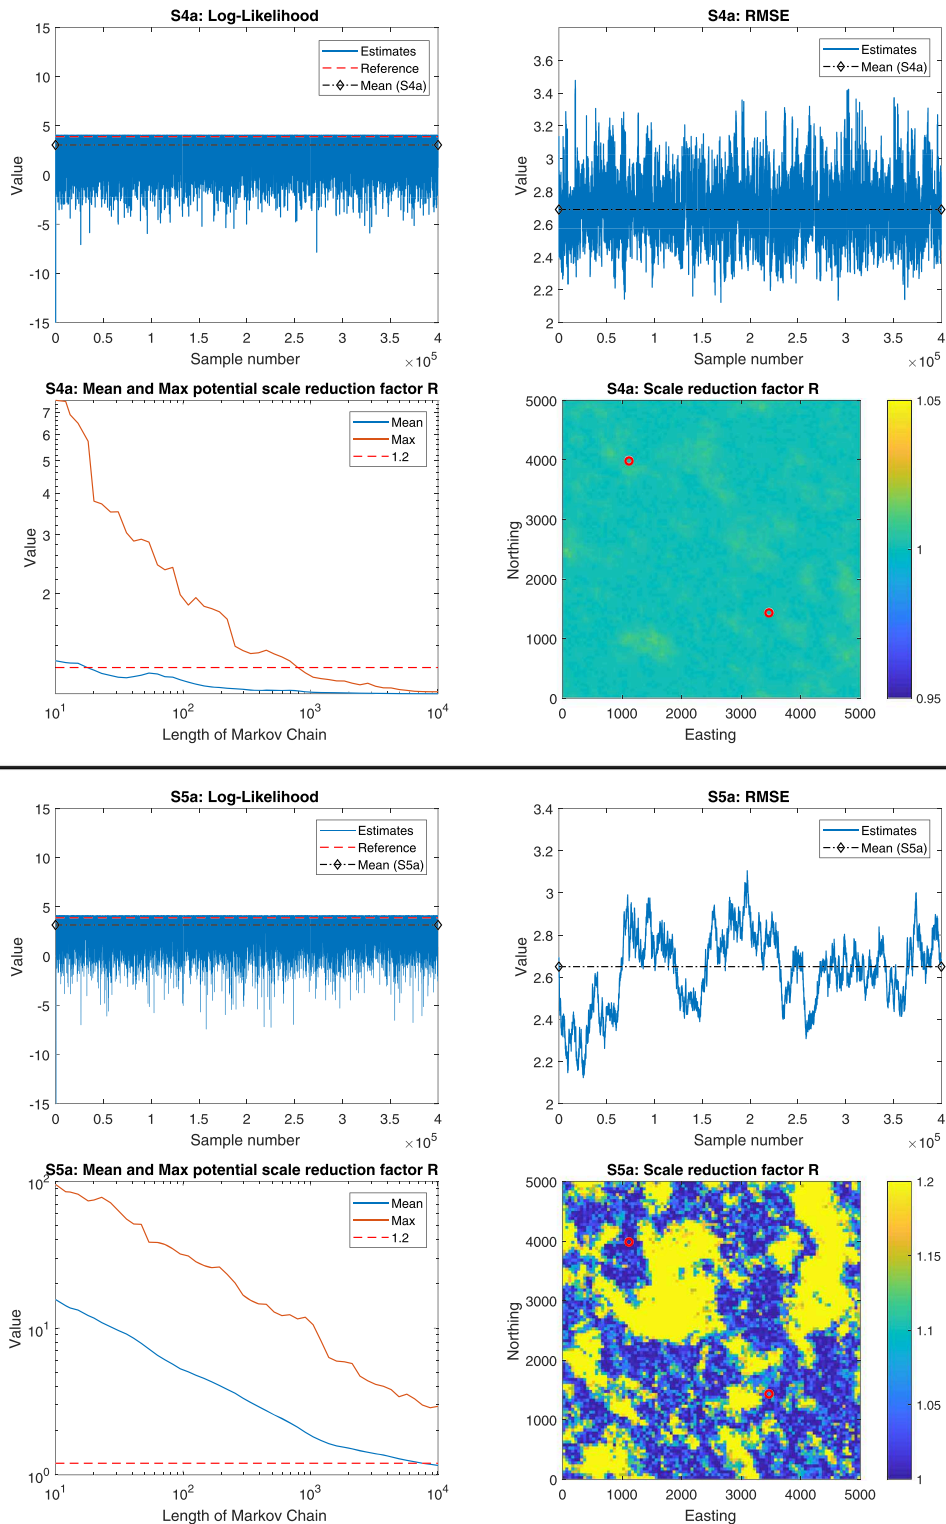 S4a: Log-Likelihood
15
10
5
0
-5
-10
-15
Value
Estimates
Reference
Mean (S4a)
0 0.5 1 1.5 2 2.5 3 3.5 4
Sample number
×10^5
S4a: RMSE
3.6
3.4
3.2
3
2.8
2.6
2.4
2.2
2
Value
Estimates
Mean (S4a)
0 0.5 1 1.5 2 2.5 3 3.5 4
Sample number
×10^5
S4a: Mean and Max potential scale reduction factor R
7
6
5
4
3
2
Value
Mean
Max
1.2
10^1 10^2 10^3 10^4
Length of Markov Chain
S4a: Scale reduction factor R
5000
4000
3000
2000
1000
0
Northing
0 1000 2000 3000 4000 5000
Easting
1.05
1
0.95
S5a: Log-Likelihood
15
10
5
0
-5
-10
-15
Value
Estimates
Reference
Mean (S5a)
0 0.5 1 1.5 2 2.5 3 3.5 4
Sample number
×10^5
S5a: RMSE
3.4
3.2
3
2.8
2.6
2.4
2.2
2
Value
Estimates
Mean (S5a)
0 0.5 1 1.5 2 2.5 3 3.5 4
Sample number
×10^5
S5a: Mean and Max potential scale reduction factor R
10^2
10^1
10^0
Value
Mean
Max
1.2
10^1 10^2 10^3 10^4
Length of Markov Chain
S5a: Scale reduction factor R
5000
4000
3000
2000
1000
0
Northing
0 1000 2000 3000 4000 5000
Easting
1.2
1.15
1.1
1.05
1